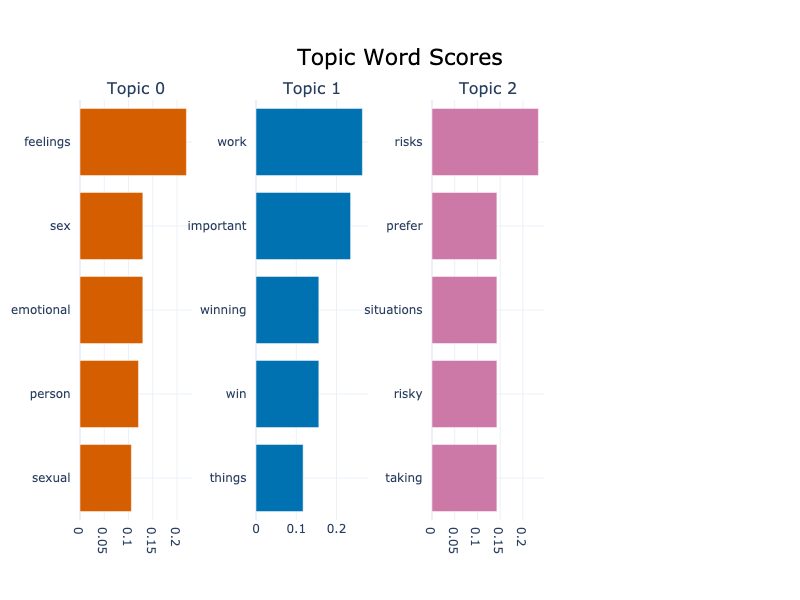 Topic Word Scores
Topic 0
Topic 1
Topic 2
feelings
sex
emotional
person
sexual
0
0.05
0.1
0.15
0.2
work
important
winning
win
things
0
0.1
0.2
risks
prefer
situations
risky
taking
0
0.05
0.1
0.15
0.2